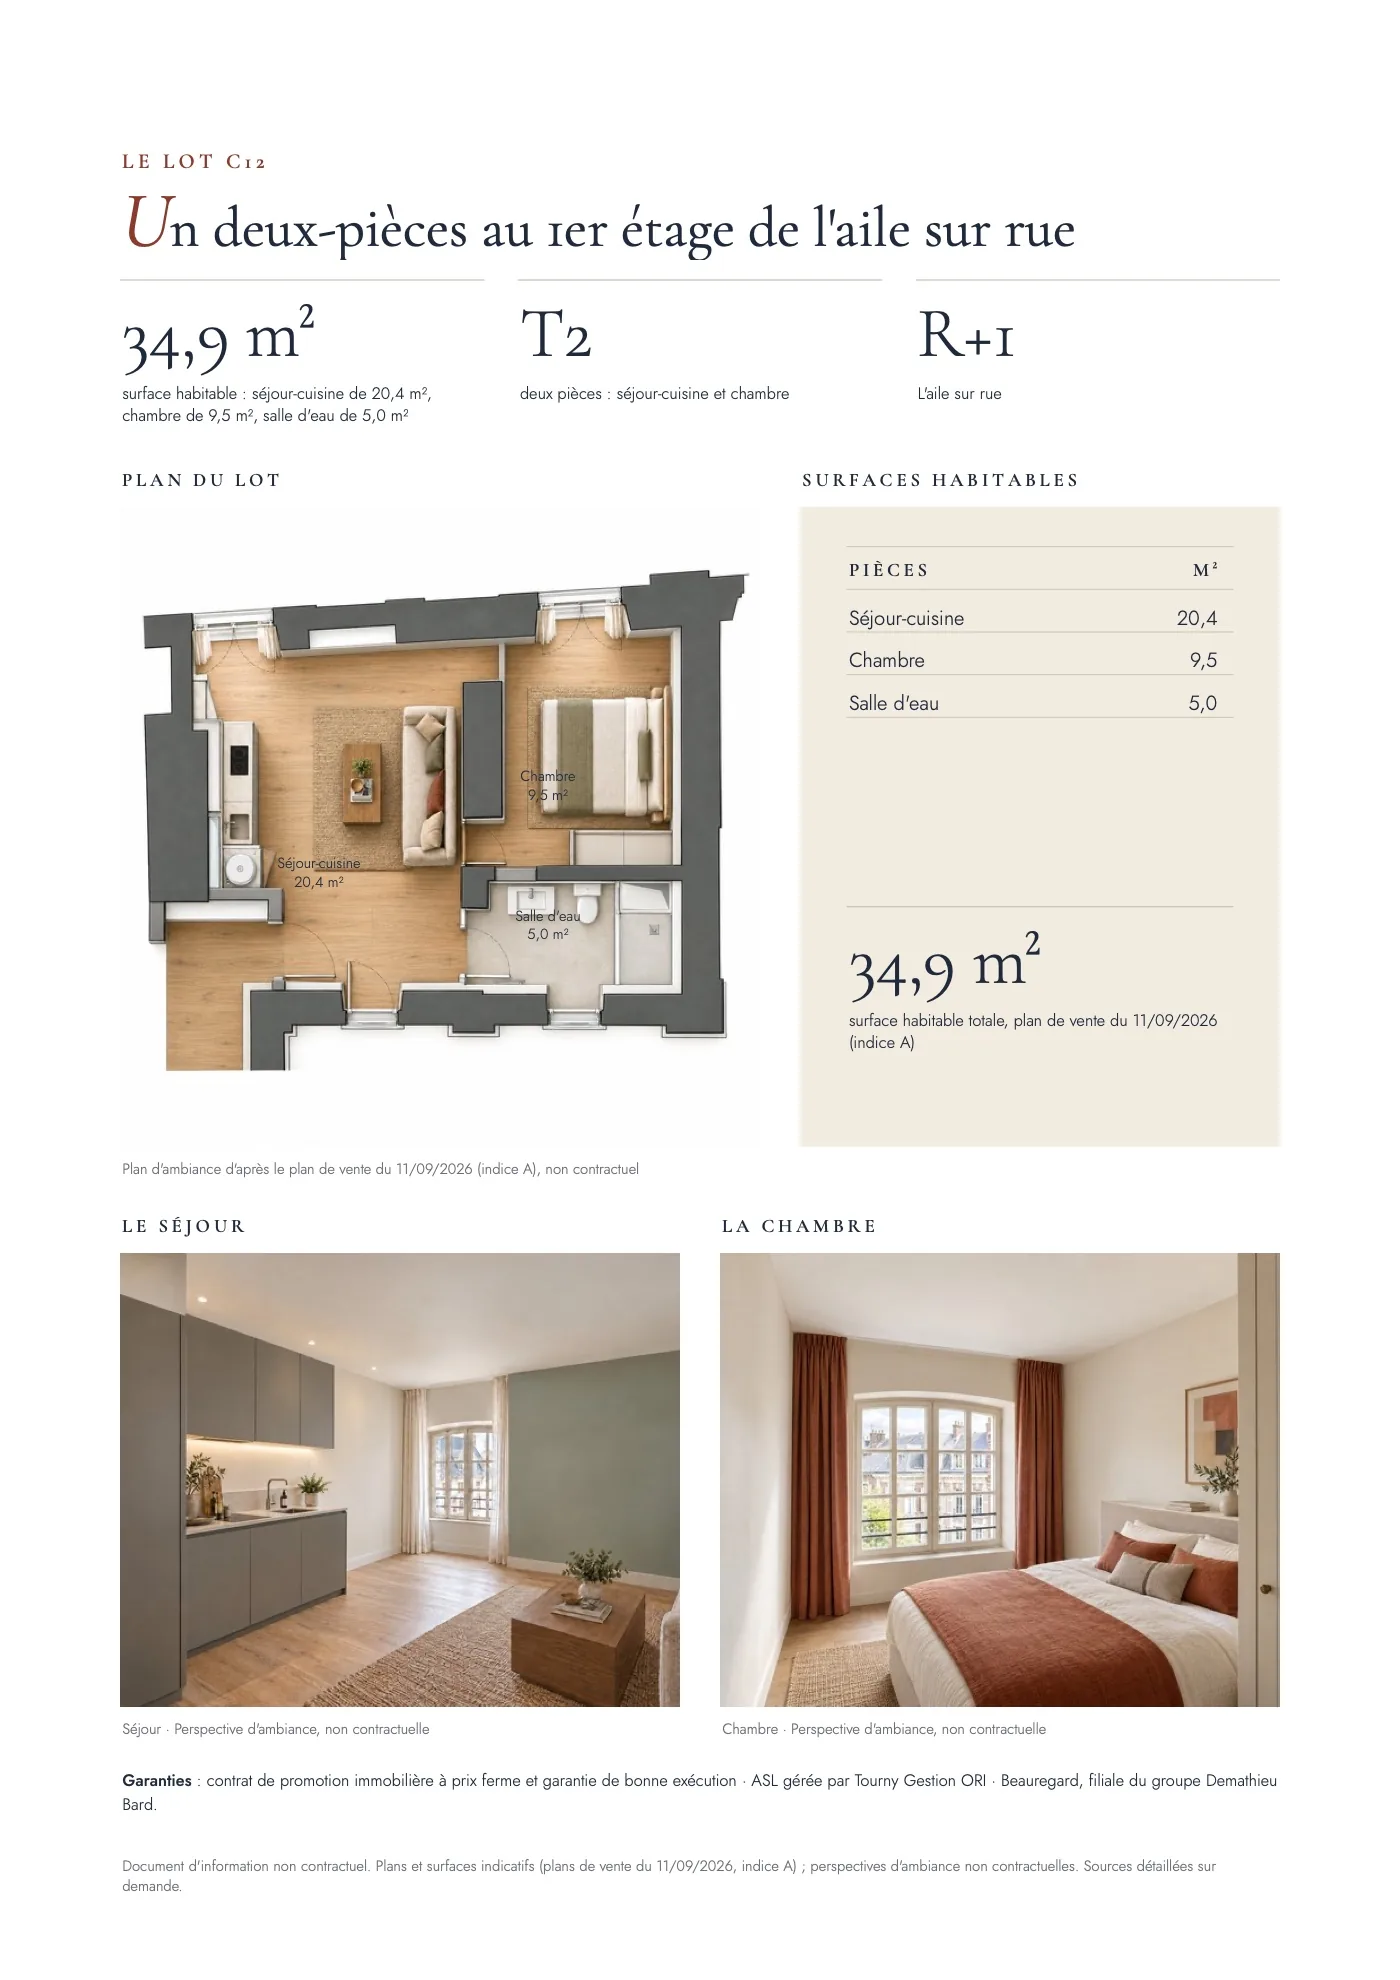 LE LOT C12
Un deux-pièces au 1er étage de l'aile sur rue
34,9 m²
surface habitable : séjour-cuisine de 20,4 m²,
chambre de 9,5 m², salle d'eau de 5,0 m²
T2
deux pièces : séjour-cuisine et chambre
R+1
L'aile sur rue
PLAN DU LOT
Chambre
9,5 m²
Séjour-cuisine
20,4 m²
Salle d'eau
5,0 m²
Plan d'ambiance d'après le plan de vente du 11/09/2026 (indice A), non contractuel
SURFACES HABITABLES
PIÈCES M²
Séjour-cuisine 20,4
Chambre 9,5
Salle d'eau 5,0
34,9 m²
surface habitable totale, plan de vente du 11/09/2026
(indice A)
LE SÉJOUR
Séjour · Perspective d'ambiance, non contractuelle
LA CHAMBRE
Chambre · Perspective d'ambiance, non contractuelle
Garanties : contrat de promotion immobilière à prix ferme et garantie de bonne exécution · ASL gérée par Tourny Gestion ORI · Beauregard, filiale du groupe Demathieu
Bard.
Document d'information non contractuel. Plans et surfaces indicatifs (plans de vente du 11/09/2026, indice A) ; perspectives d'ambiance non contractuelles. Sources détaillées sur
demande.